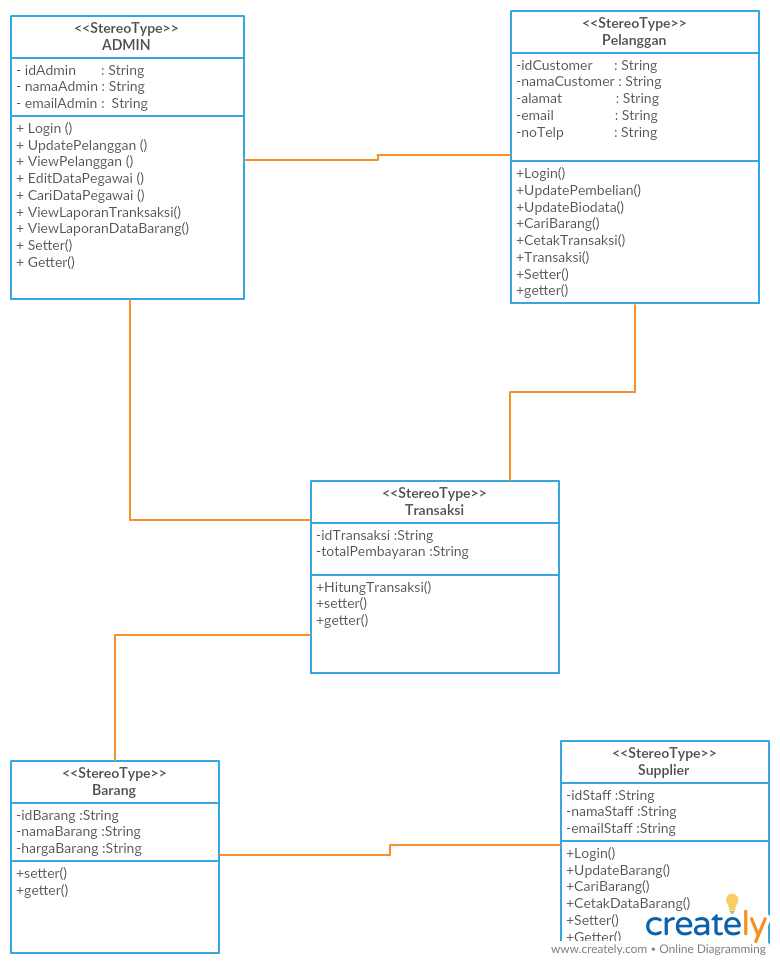 <<StereoType>>
ADMIN
- idAdmin : String
- namaAdmin : String
- emailAdmin : String
+ Login ()
+ UpdatePelanggan ()
+ ViewPelanggan ()
+ EditDataPegawai ()
+ CariDataPegawai ()
+ ViewLaporanTranksaksi()
+ ViewLaporanDataBarang()
+ Setter()
+ Getter()
<<StereoType>>
Pelanggan
-idCustomer : String
-namaCustomer : String
-alamat : String
-email : String
-noTelp : String
+Login()
+UpdatePembelian()
+UpdateBiodata()
+CariBarang()
+CetakTransaksi()
+Transaksi()
+Setter()
+getter()
<<StereoType>>
Transaksi
-idTransaksi :String
-totalPembayaran :String
+HitungTransaksi()
+setter()
+getter()
<<StereoType>>
Barang
-idBarang :String
-namaBarang :String
-hargaBarang :String
+setter()
+getter()
<<StereoType>>
Supplier
-idStaff :String
-namaStaff :String
-emailStaff :String
+Login()
+UpdateBarang()
+CariBarang()
+CetakDataBarang()
+Setter()
+Getter()
creately
www.creately.com • Online Diagramming